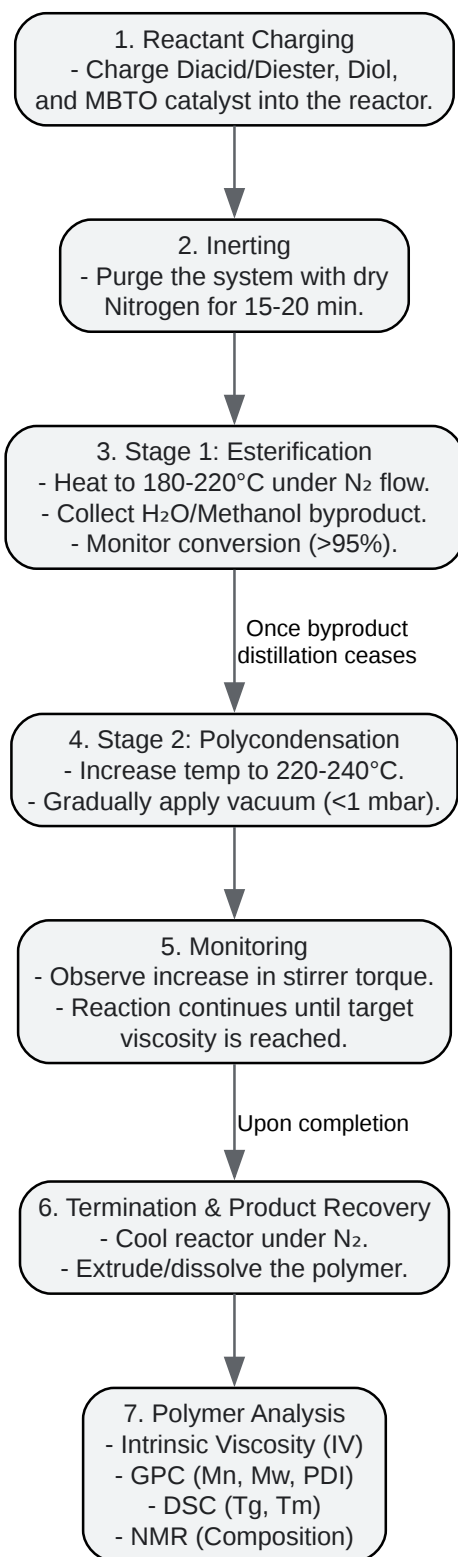 1. Reactant Charging
- Charge Diacid/Diester, Diol,
and MBTO catalyst into the reactor.
2. Inerting
- Purge the system with dry
Nitrogen for 15-20 min.
3. Stage 1: Esterification
- Heat to 180-220°C under N₂ flow.
- Collect H₂O/Methanol byproduct.
- Monitor conversion (>95%).
Once byproduct
distillation ceases
4. Stage 2: Polycondensation
- Increase temp to 220-240°C.
- Gradually apply vacuum (<1 mbar).
5. Monitoring
- Observe increase in stirrer torque.
- Reaction continues until target
viscosity is reached.
Upon completion
6. Termination & Product Recovery
- Cool reactor under N₂.
- Extrude/dissolve the polymer.
7. Polymer Analysis
- Intrinsic Viscosity (IV)
- GPC (Mn, Mw, PDI)
- DSC (Tg, Tm)
- NMR (Composition)